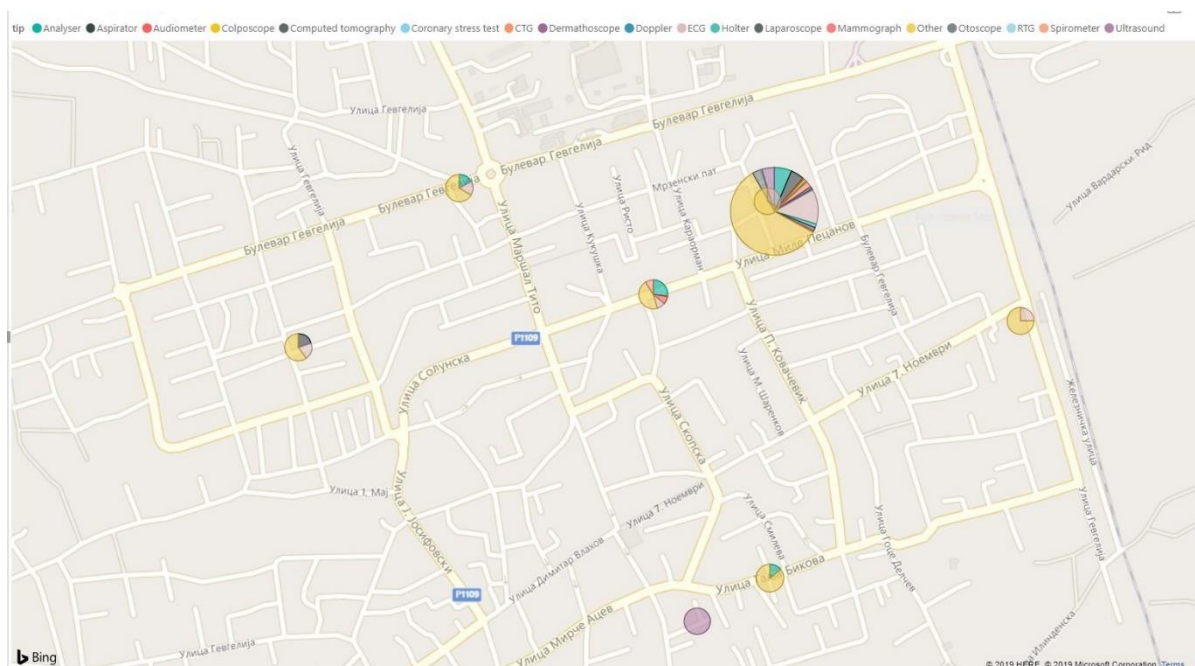 tip Analyser Aspirator Audiometer Colposcope Computed tomography Coronary stress test CTG Dermathoscope Doppler ECG Holter Laparoscope Mammograph Other Otoscope RTG Spirometer Ultrasound
Улица Гевгелија
Булевар Гевгелија
Булевар Гевгелија
Улица Гевгелија
Мрзенски пат
Улица Вардарски Рид
Булевар Гевгелија
Улица Ристо
Улица Караорман
Улица Кукушка
Улица Маршал Тито
Улица Миле Пецанов
Булевар Гевгелија
P1109
Улица Солунска
Улица П. Ковачевиќ
Улица М. Шаренков
Улица 7. Ноември
Железничка улица
Улица Скопска
Улица 1. Мај
Улица Ј. Јосифовски
Улица 7. Ноември
Улица Смилева
Улица Гоце Делчев
Улица Гевгелија
Улица Димитар Влахов
P1109
Улица Бикова
Улица Мирче Ацев
Улица Гевгелија
Улица Илинденска
Bing
© 2019 HERE, © 2019 Microsoft Corporation Terms